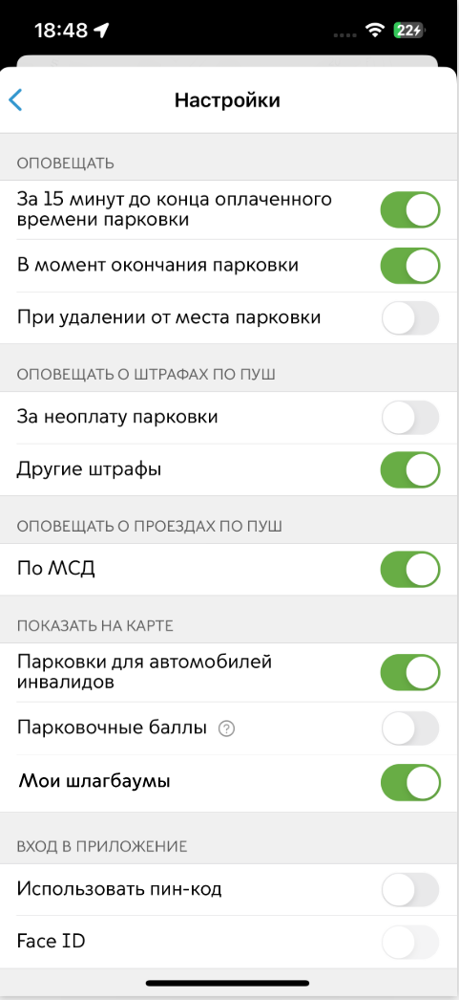 18:48
22
Настройки
ОПОВЕЩАТЬ
За 15 минут до конца оплаченного
времени парковки
В момент окончания парковки
При удалении от места парковки
ОПОВЕЩАТЬ О ШТРАФАХ ПО ПУШ
За неоплату парковки
Другие штрафы
ОПОВЕЩАТЬ О ПРОЕЗДАХ ПО ПУШ
По МСД
ПОКАЗАТЬ НА КАРТЕ
Парковки для автомобилей
инвалидов
Парковочные баллы ?
Мои шлагбаумы
ВХОД В ПРИЛОЖЕНИЕ
Использовать пин-код
Face ID